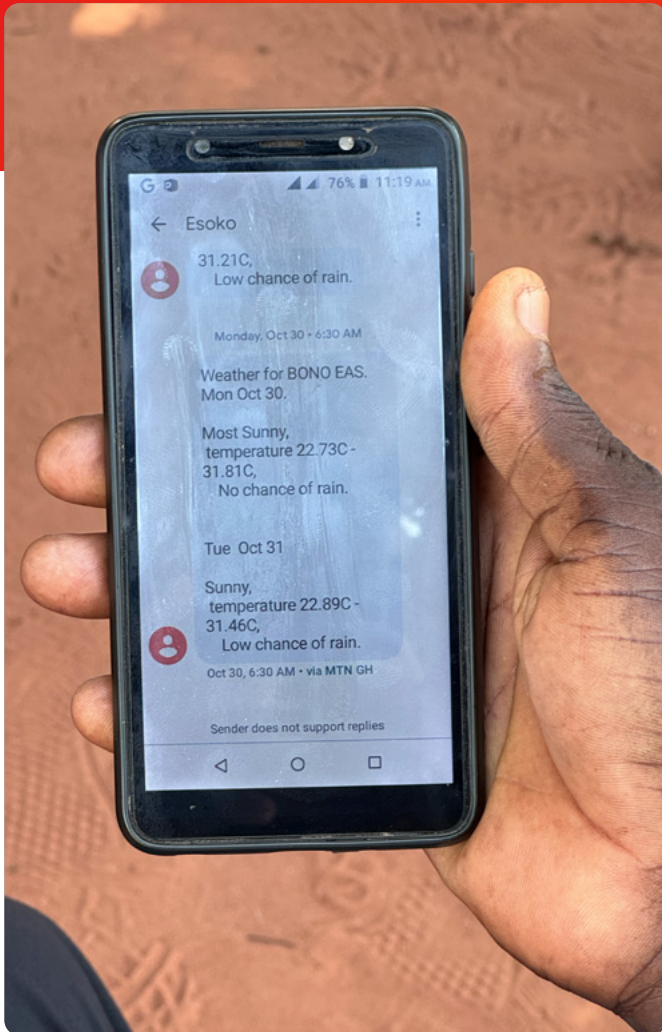 G 76% 11:19 AM
Esoko
31.21C,
Low chance of rain.
Monday, Oct 30 • 6:30 AM
Weather for BONO EAS.
Mon Oct 30.
Most Sunny,
temperature 22.73C -
31.81C,
No chance of rain.
Tue Oct 31
Sunny,
temperature 22.89C -
31.46C,
Low chance of rain.
Oct 30, 6:30 AM • via MTN GH
Sender does not support replies